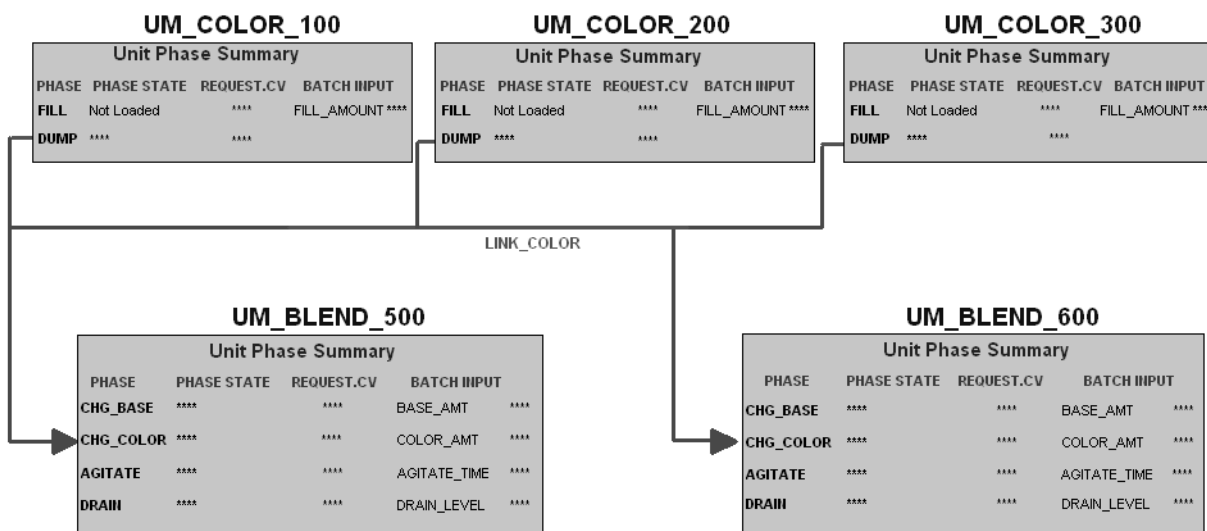 UM_COLOR_100 UM_COLOR_200 UM_COLOR_300
Unit Phase Summary Unit Phase Summary Unit Phase Summary
PHASE PHASE STATE REQUEST.CV BATCH INPUT PHASE PHASE STATE REQUEST.CV BATCH INPUT PHASE PHASE STATE REQUEST.CV BATCH INPUT
FILL Not Loaded **** FILL_AMOUNT **** FILL Not Loaded **** FILL_AMOUNT **** FILL Not Loaded **** FILL_AMOUNT ***
DUMP **** **** DUMP **** **** DUMP **** ****
LINK_COLOR
UM_BLEND_500 UM_BLEND_600
Unit Phase Summary Unit Phase Summary
PHASE PHASE STATE REQUEST.CV BATCH INPUT PHASE PHASE STATE REQUEST.CV BATCH INPUT
CHG_BASE **** **** BASE_AMT **** CHG_BASE **** **** BASE_AMT ****
CHG_COLOR **** **** COLOR_AMT **** CHG_COLOR **** **** COLOR_AMT ****
AGITATE **** **** AGITATE_TIME **** AGITATE **** **** AGITATE_TIME ****
DRAIN **** **** DRAIN_LEVEL **** DRAIN **** **** DRAIN_LEVEL ****